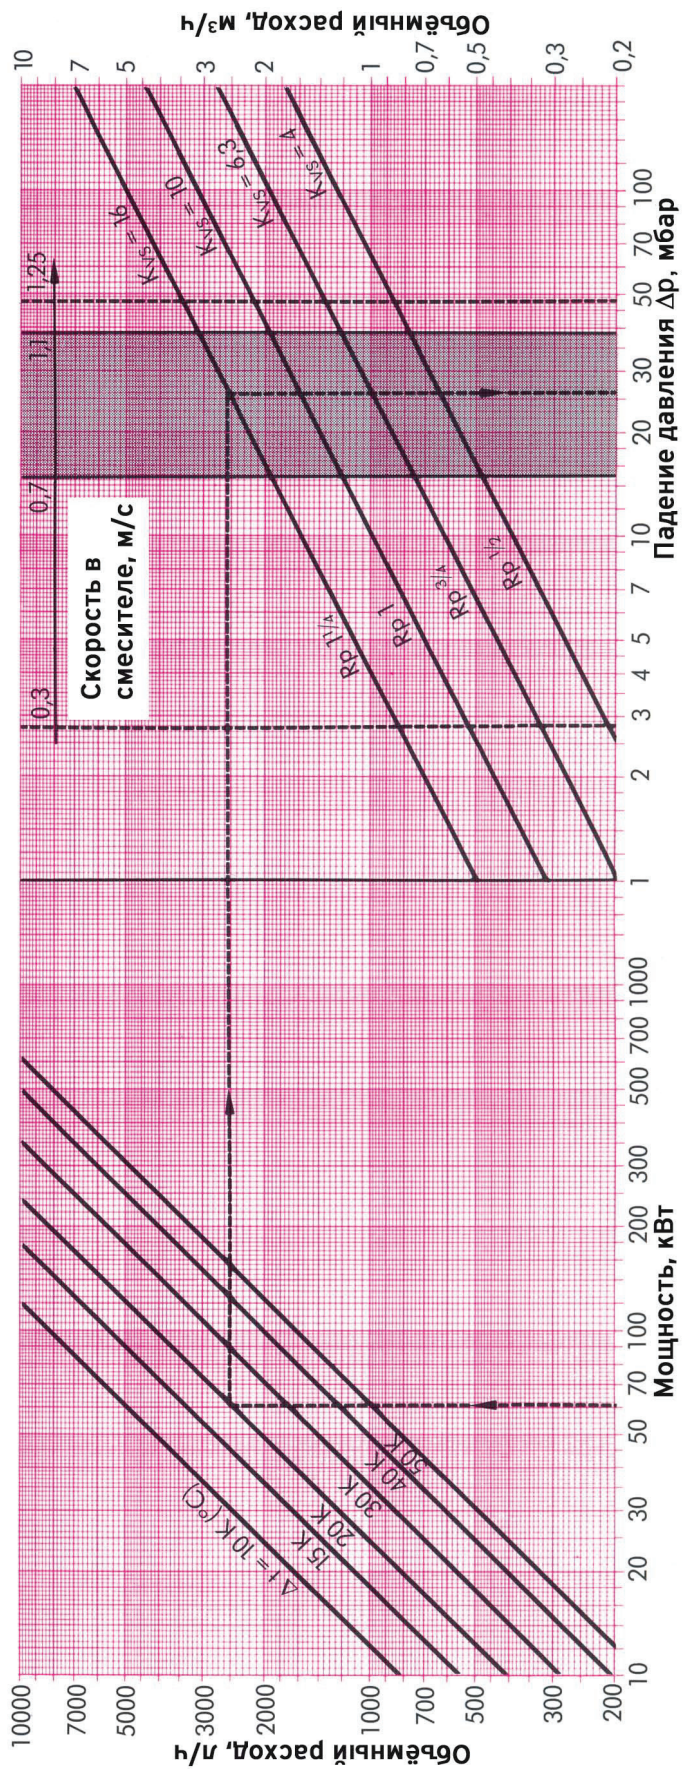 Объёмный расход, м³/ч
10
7
5
4
3
2
1
0,7
0,5
0,3
0,2
Kvs = 16
Kvs = 10
Kvs = 6,3
Kvs = 4
1,25
1,1
0,7
0,3
Скорость в
смесителе, м/с
Rp 1 1/4
Rp 1
Rp 3/4
Rp 1/2
100
70
50
30
20
10
7
5
4
3
2
1
Падение давления Δp, мбар
1000
700
500
300
200
100
70
50
30
20
10
Мощность, кВт
Δt = 10 K (°C)
15 K
20 K
30 K
40 K
50 K
10000
7000
5000
3000
2000
1000
700
500
400
300
200
Объёмный расход, л/ч